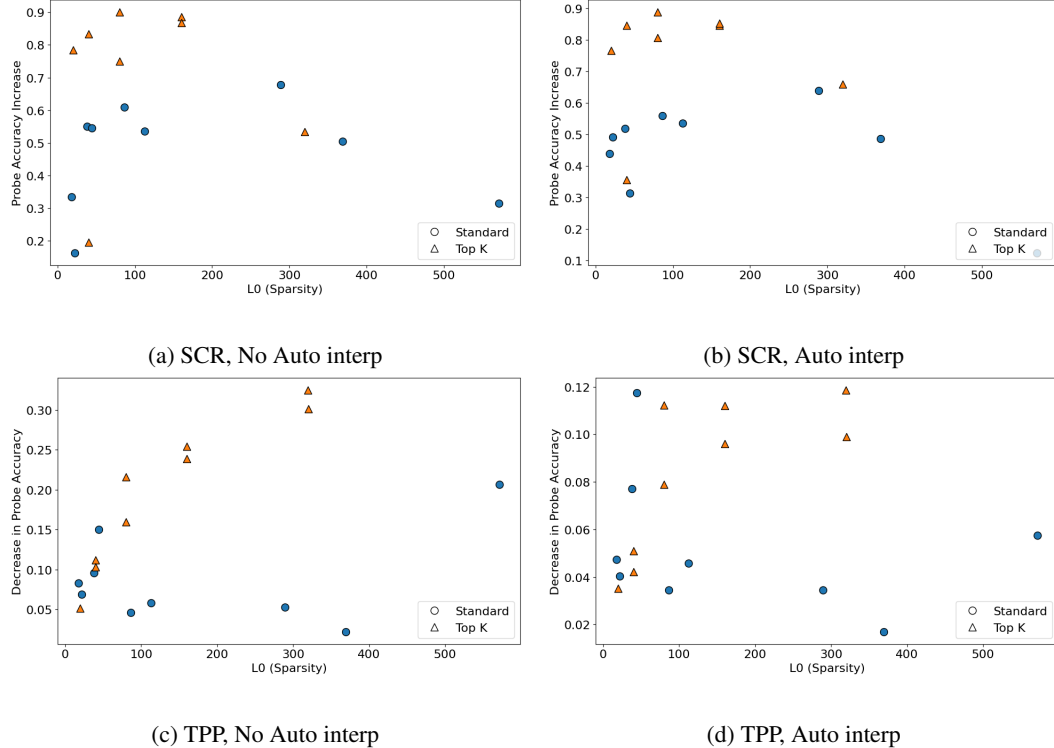 0.9
0.8
0.7
0.6
0.5
0.4
0.3
0.2
Probe Accuracy Increase
0 100 200 300 400 500
L0 (Sparsity)
Standard
Top K
(a) SCR, No Auto interp
0.9
0.8
0.7
0.6
0.5
0.4
0.3
0.2
0.1
Probe Accuracy Increase
0 100 200 300 400 500
L0 (Sparsity)
Standard
Top K
(b) SCR, Auto interp
0.30
0.25
0.20
0.15
0.10
0.05
Decrease in Probe Accuracy
0 100 200 300 400 500
L0 (Sparsity)
Standard
Top K
(c) TPP, No Auto interp
0.12
0.10
0.08
0.06
0.04
0.02
Decrease in Probe Accuracy
0 100 200 300 400 500
L0 (Sparsity)
Standard
Top K
(d) TPP, Auto interp